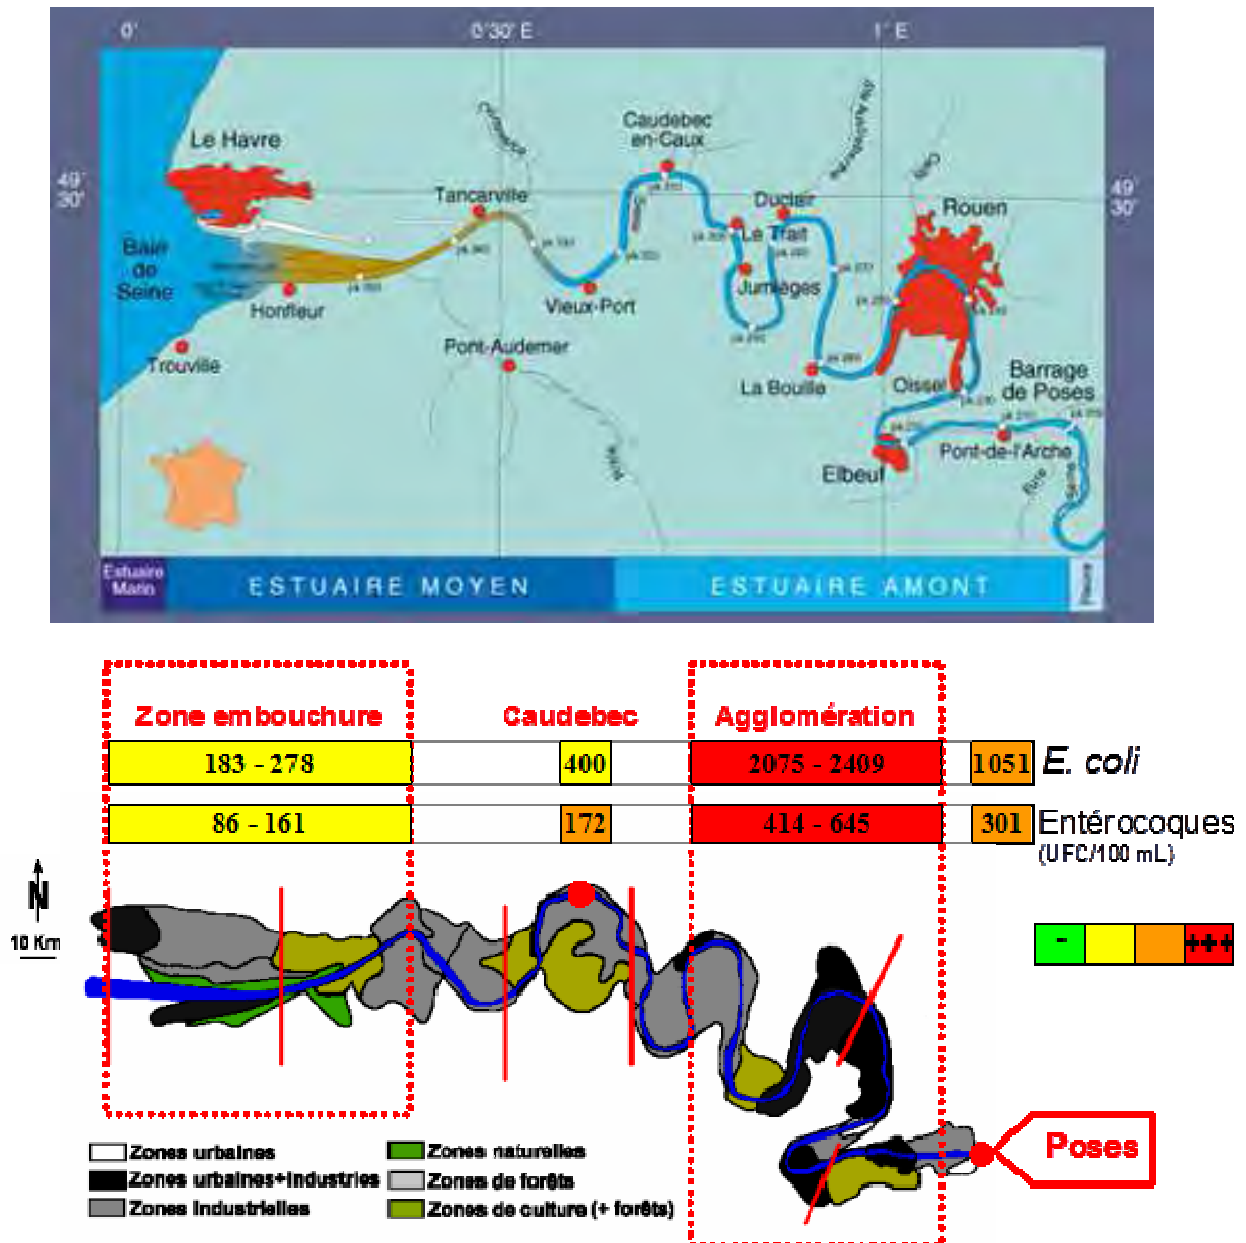 0°
0°30' E
1° E
49°
30'
49°
30'
Le Havre
Caudebec
en-Caux
Tancarville
Duclair
Rouen
Le Trait
Baie
de
Seine
Honfleur
Vieux-Port
Jumièges
Trouville
Pont-Audemer
La Bouille
Oissel
Barrage
de Poses
Elbeuf
Pont-de-l'Arche
Eure
Seine
Seine
Estuaire
Marin
ESTUAIRE MOYEN
ESTUAIRE AMONT
Zone embouchure
Caudebec
Agglomération
183 - 278
400
2075 - 2409
1051
E. coli
86 - 161
172
414 - 645
301
Entérocoques
(UFC/100 mL)
N
10 Km
-
+++
Poses
Zones urbaines
Zones urbaines+industries
Zones industrielles
Zones naturelles
Zones de forêts
Zones de culture (+ forêts)